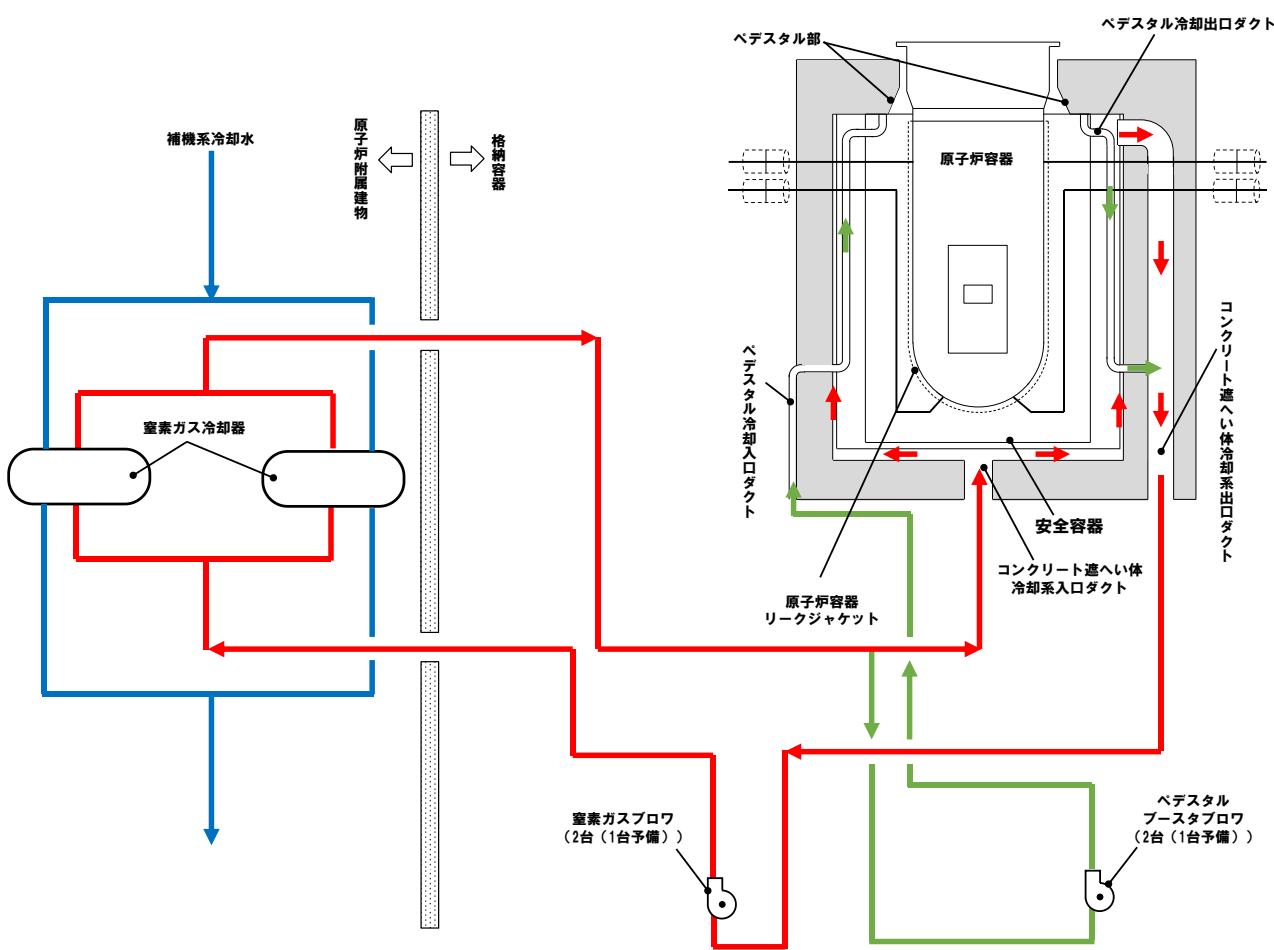 ペデスタル部
ペデスタル冷却出口ダクト
補機系冷却水
原子炉附属建物
格納容器
原子炉容器
窒素ガス冷却器
ペデスタル冷却入口ダクト
コンクリート遮へい体冷却系出口ダクト
安全容器
コンクリート遮へい体
冷却系入口ダクト
原子炉容器
リークジャケット
窒素ガスブロワ
(2台(1台予備))
ペデスタル
ブースタブロワ
(2台(1台予備))